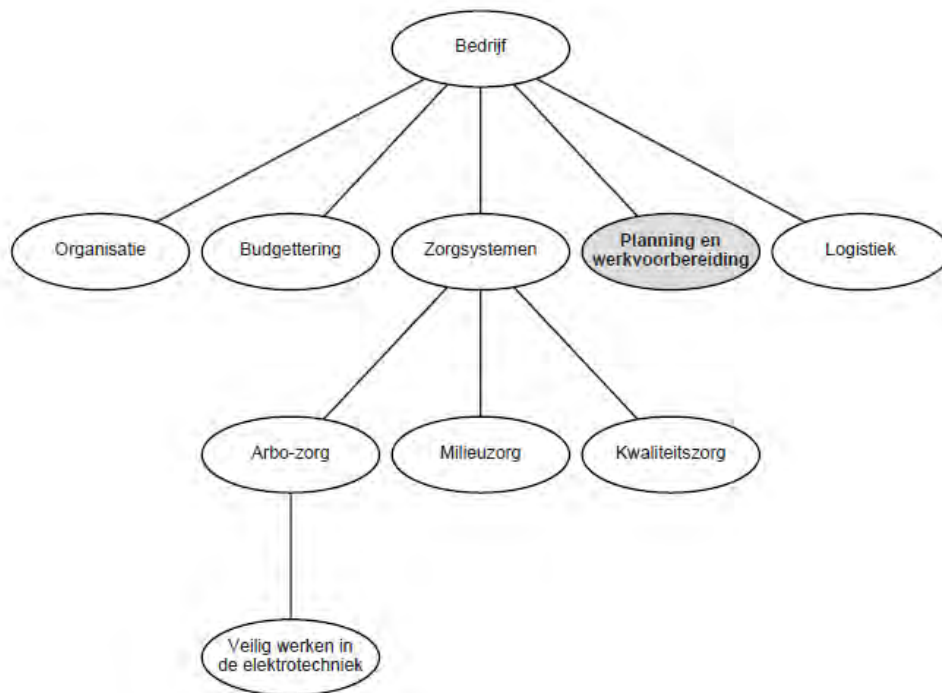 Bedrijf
Organisatie
Budgettering
Zorgsystemen
Planning en
werkvoorbereiding
Logistiek
Arbo-zorg
Milieuzorg
Kwaliteitszorg
Veilig werken in
de elektrotechniek